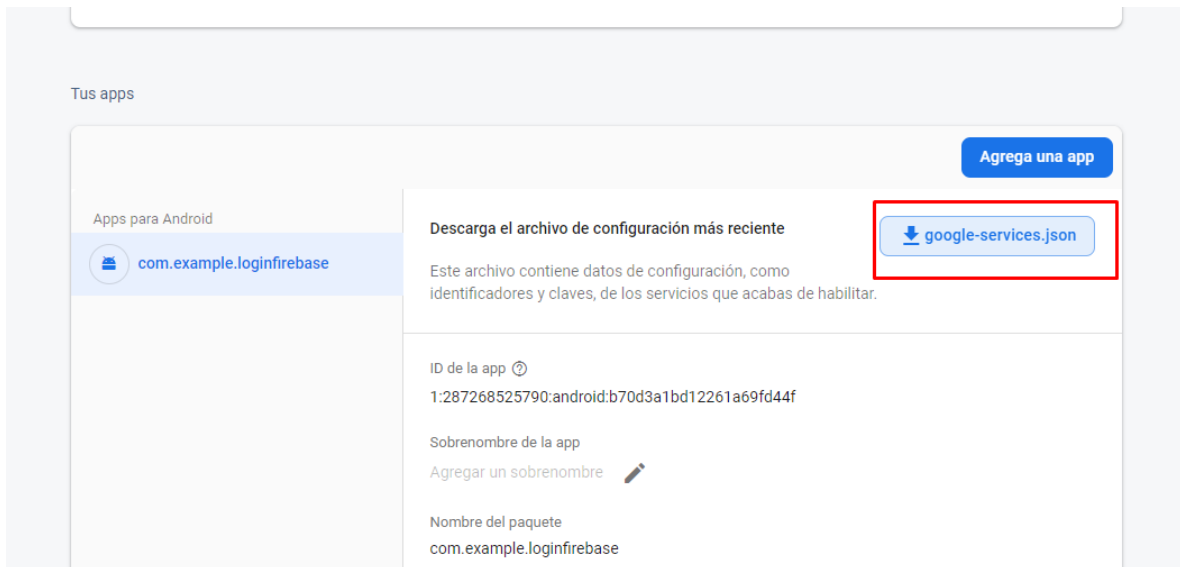 Tus apps
Agrega una app
Apps para Android
com.example.loginfirebase
Descarga el archivo de configuración más reciente
google-services.json
Este archivo contiene datos de configuración, como
identificadores y claves, de los servicios que acabas de habilitar.
ID de la app
1:287268525790:android:b70d3a1bd12261a69fd44f
Sobrenombre de la app
Agregar un sobrenombre
Nombre del paquete
com.example.loginfirebase